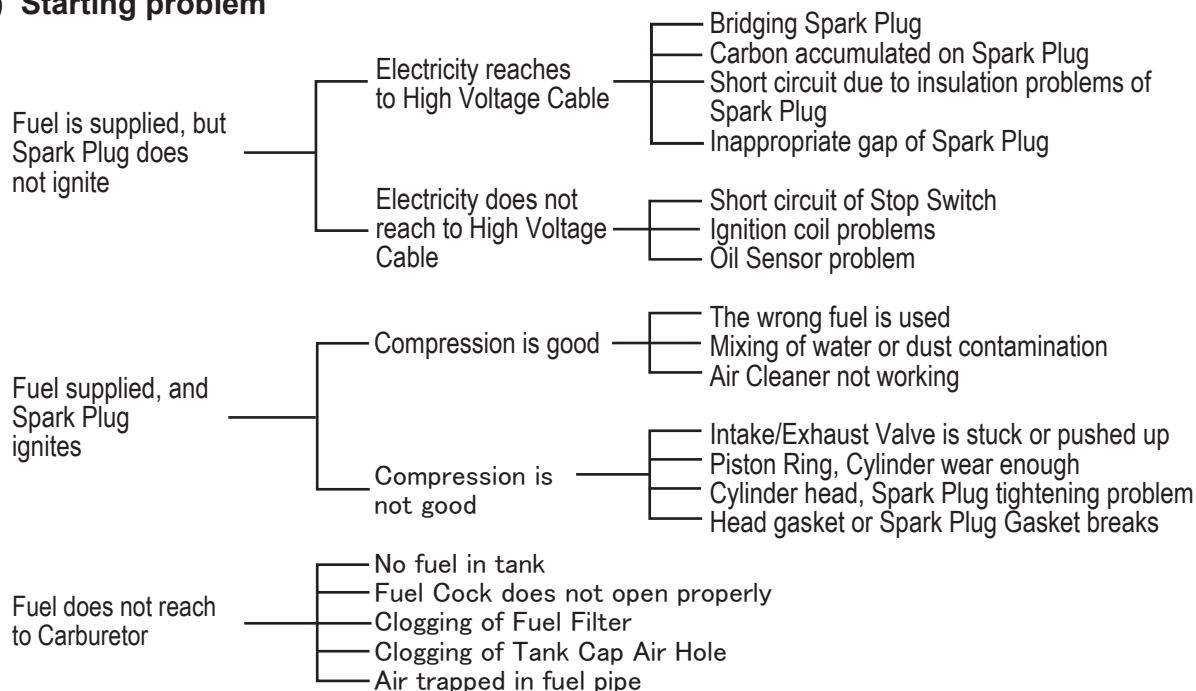 ) Starting problem
Fuel is supplied, but
Spark Plug does
not ignite
Electricity reaches
to High Voltage Cable
Bridging Spark Plug
Carbon accumulated on Spark Plug
Short circuit due to insulation problems of
Spark Plug
Inappropriate gap of Spark Plug
Electricity does not
reach to High Voltage
Cable
Short circuit of Stop Switch
Ignition coil problems
Oil Sensor problem
Fuel supplied, and
Spark Plug
ignites
Compression is good
The wrong fuel is used
Mixing of water or dust contamination
Air Cleaner not working
Compression is
not good
Intake/Exhaust Valve is stuck or pushed up
Piston Ring, Cylinder wear enough
Cylinder head, Spark Plug tightening problem
Head gasket or Spark Plug Gasket breaks
Fuel does not reach
to Carburetor
No fuel in tank
Fuel Cock does not open properly
Clogging of Fuel Filter
Clogging of Tank Cap Air Hole
Air trapped in fuel pipe